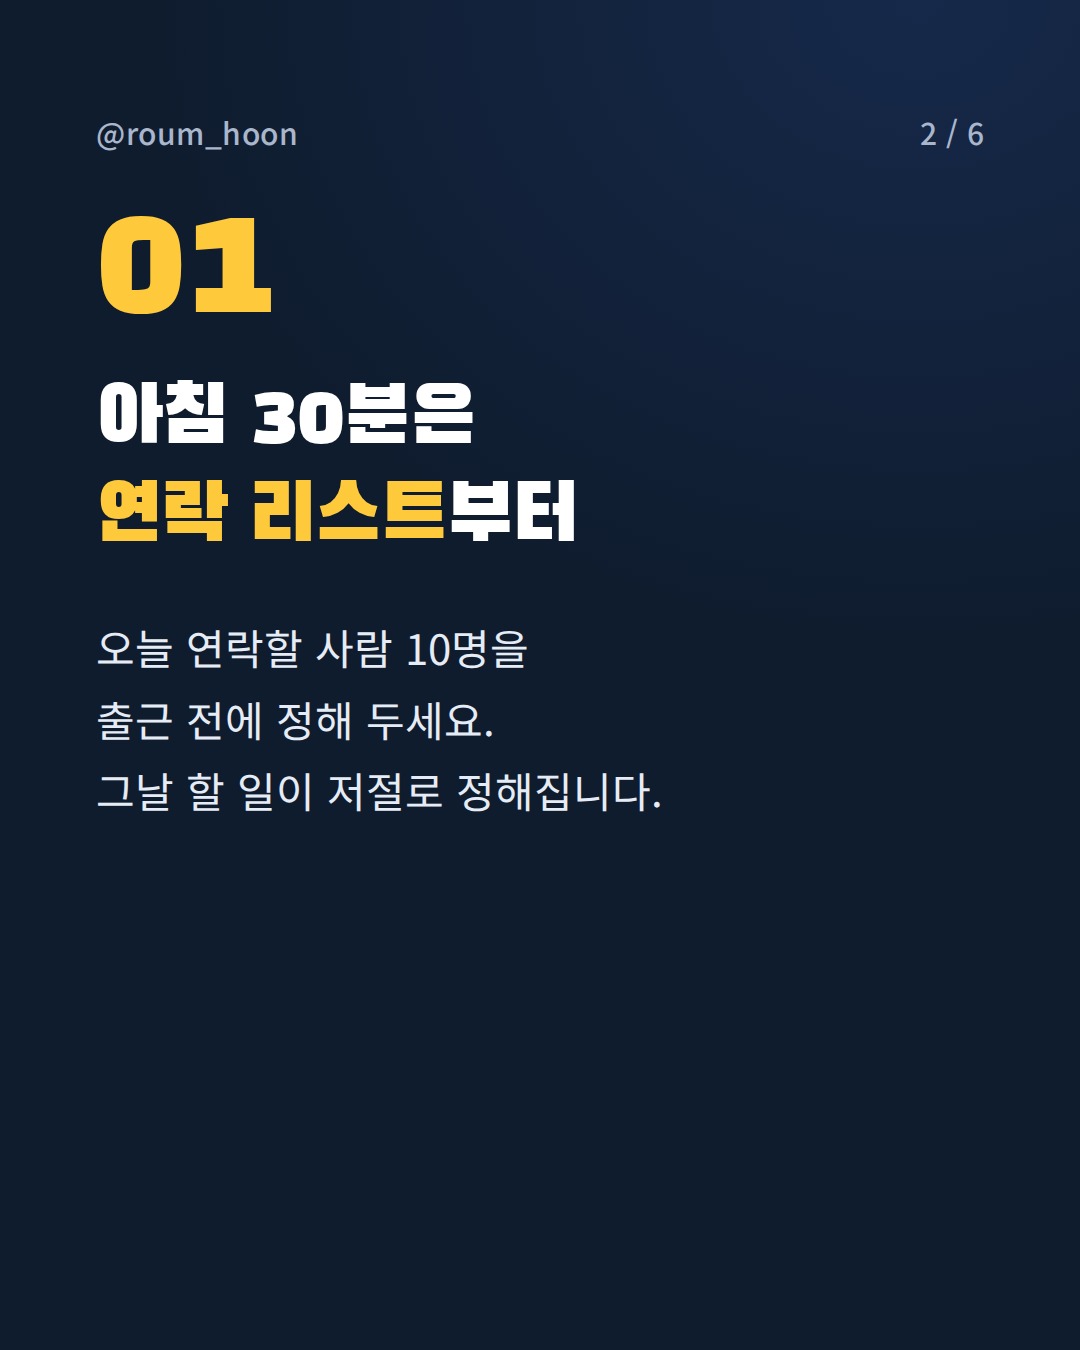 @roum_hoon
2 / 6
01
아침 30분은
연락 리스트부터
오늘 연락할 사람 10명을
출근 전에 정해 두세요.
그날 할 일이 저절로 정해집니다.